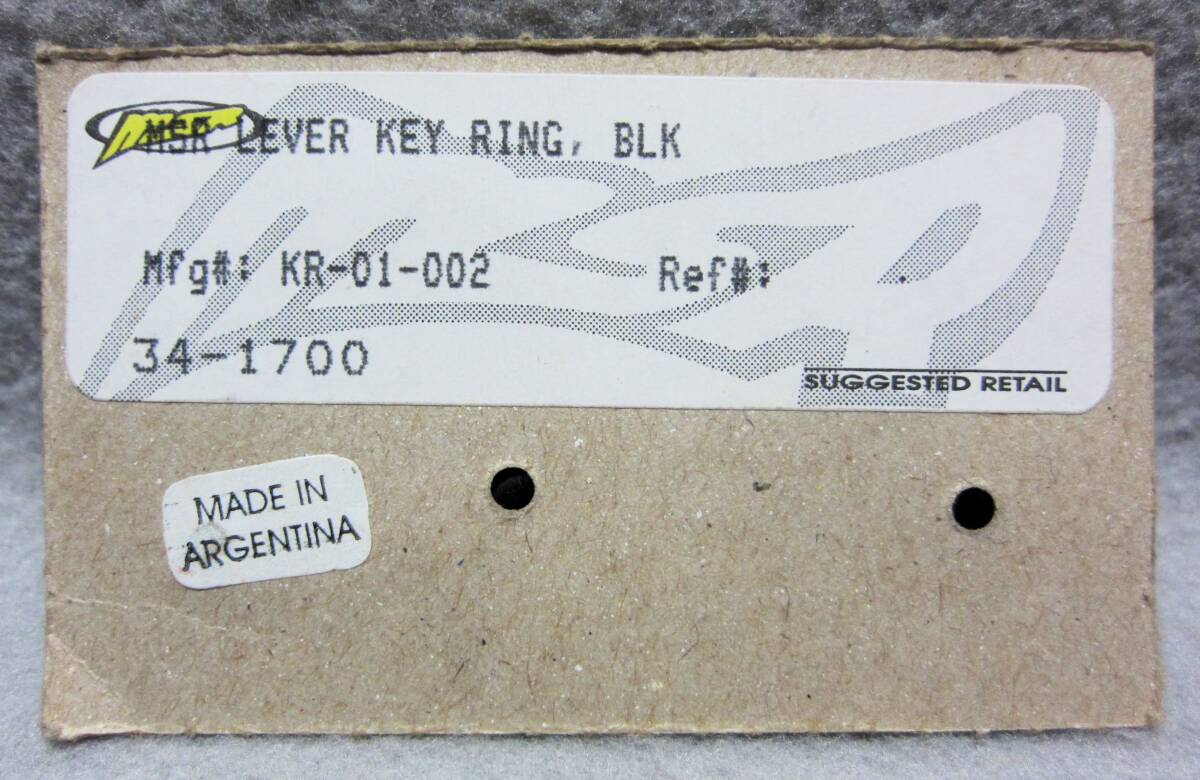 MSR LEVER KEY RING, BLK
Mfg#: KR-01-002 Ref#:
34-1700
SUGGESTED RETAIL
MADE IN
ARGENTINA